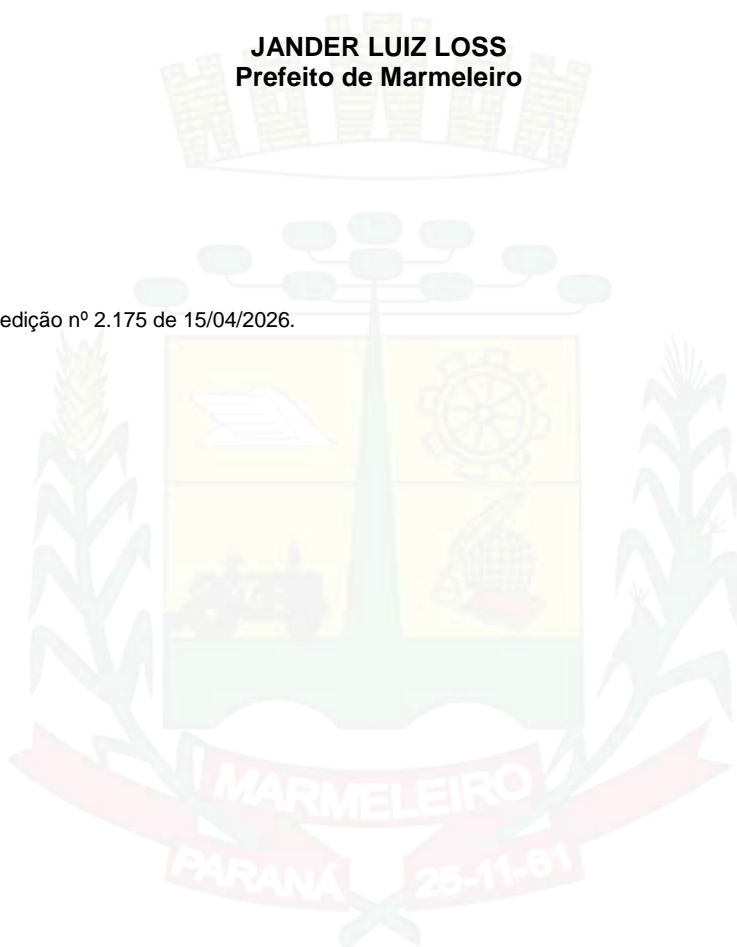 JANDER LUIZ LOSS
Prefeito de Marmeleiro
edição nº 2.175 de 15/04/2026.
MARMELEIRO
PARANÁ 25-11-61